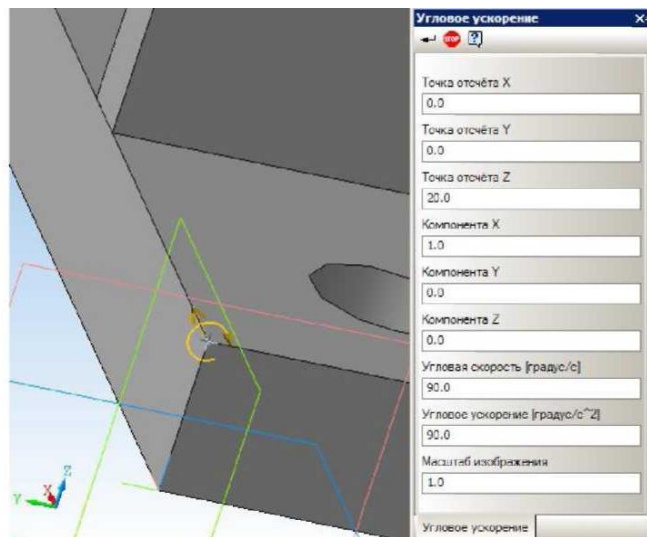 Угловое ускорение
STOP
Точка отсчёта X
0.0
Точка отсчёта Y
0.0
Точка отсчёта Z
20.0
Компонента X
1.0
Компонента Y
0.0
Компонента Z
0.0
Угловая скорость [градус/с]
90.0
Угловое ускорение [градус/с^2]
90.0
Масштаб изображения
1.0
Угловое ускорение
Z
X
Y